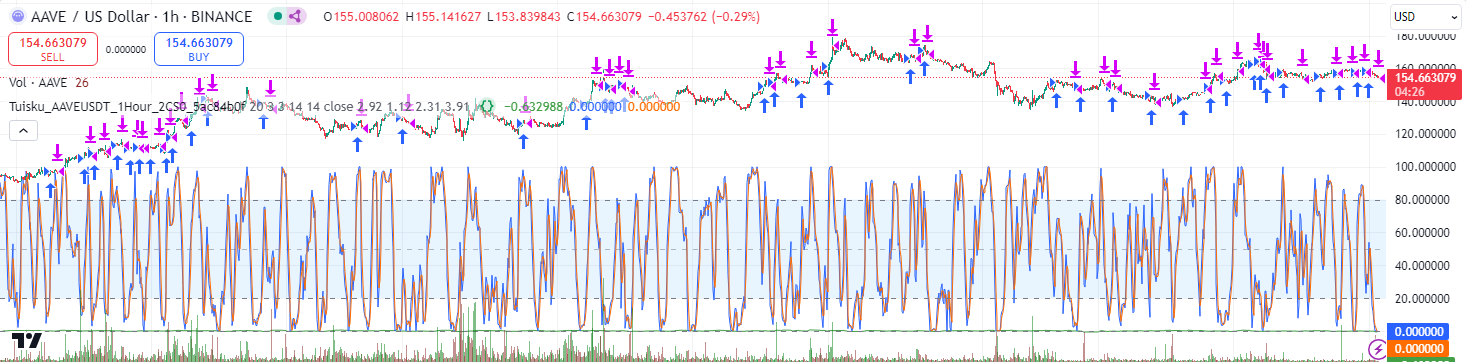 AAVE / US Dollar · 1h · BINANCE
O155.008062 H155.141627 L153.839843 C154.663079 −0.453762 (−0.29%)
USD
154.663079
SELL
0.000000
154.663079
BUY
Vol · AAVE 26
Tuisku_AAVEUSDT_1Hour_2CS0_5ac84b0f 20 3 3 14 14 close 2.92 1.12 2.31 3.91 −0.632988 0.000000 0.000000
180.000000
160.000000
154.663079
04:26
140.000000
120.000000
100.000000
80.000000
60.000000
40.000000
20.000000
0.000000
0.000000